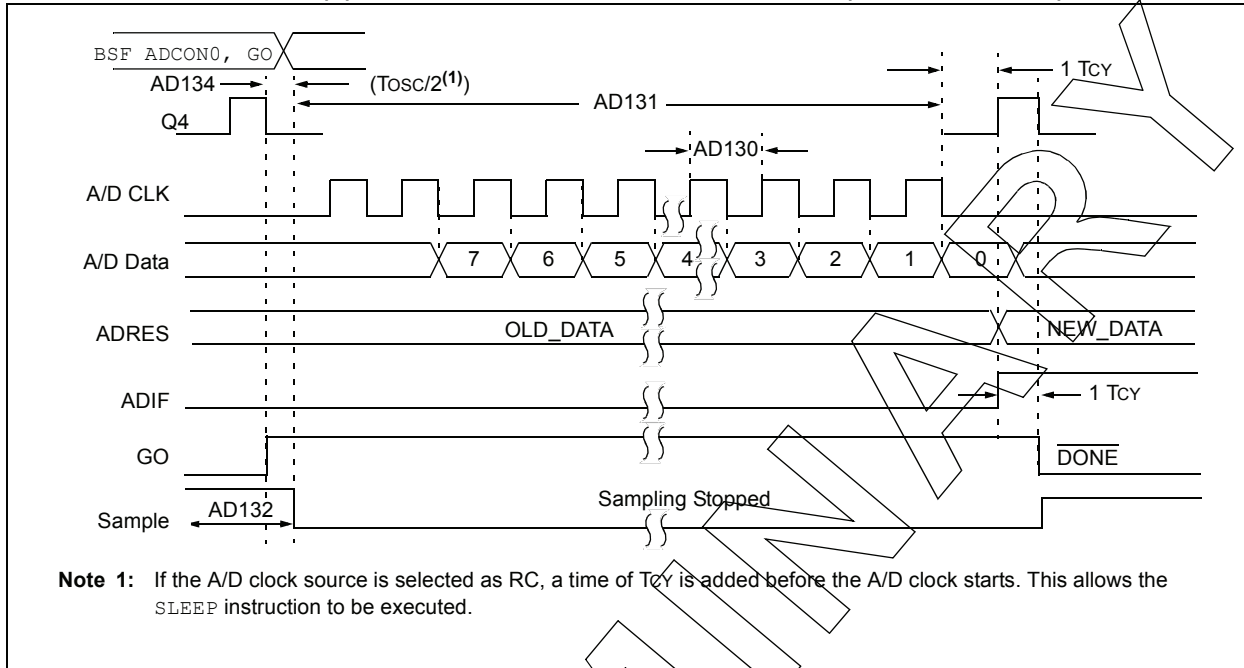 BSF ADCON0, GO
AD134
(TOSC/2(1))
AD131
1 TCY
Q4
AD130
A/D CLK
A/D Data
7 6 5 4 3 2 1 0
ADRES
OLD_DATA
NEW_DATA
ADIF
1 TCY
GO
DONE
Sample
AD132
Sampling Stopped
Note 1: If the A/D clock source is selected as RC, a time of TCY is added before the A/D clock starts. This allows the
SLEEP instruction to be executed.